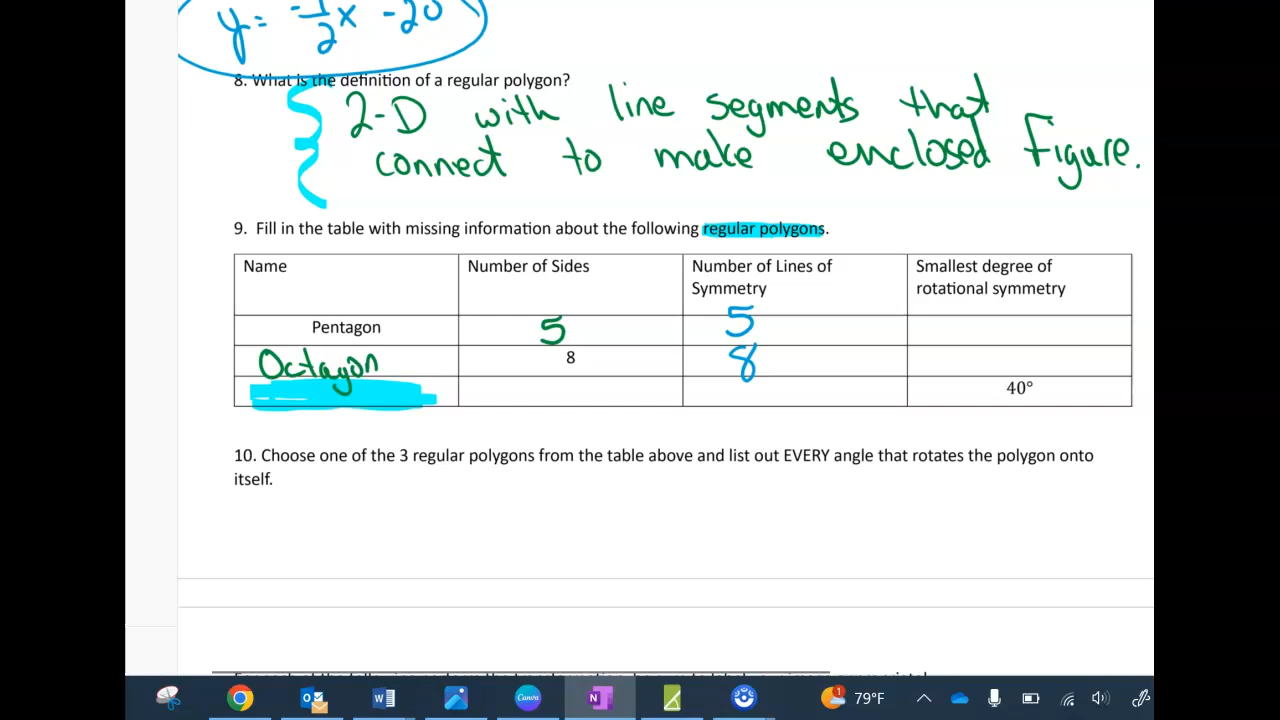 y = -1/2 x - 20
8. What is the definition of a regular polygon?
2-D with line segments that
connect to make enclosed Figure.
9. Fill in the table with missing information about the following regular polygons.
Name Number of Sides Number of Lines of Symmetry Smallest degree of rotational symmetry
Pentagon 5 5
Octagon 8 8
40°
10. Choose one of the 3 regular polygons from the table above and list out EVERY angle that rotates the polygon onto
itself.
Canva
N
1
79°F